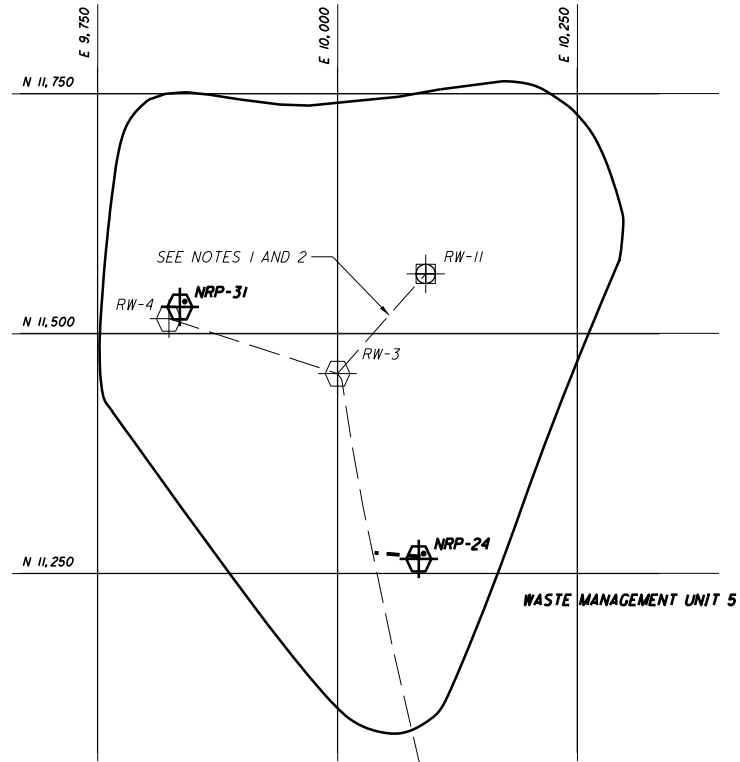 E 9,750
E 10,000
E 10,250
N 11,750
SEE NOTES 1 AND 2
RW-11
NRP-31
RW-4
N 11,500
RW-3
NRP-24
N 11,250
WASTE MANAGEMENT UNIT 5